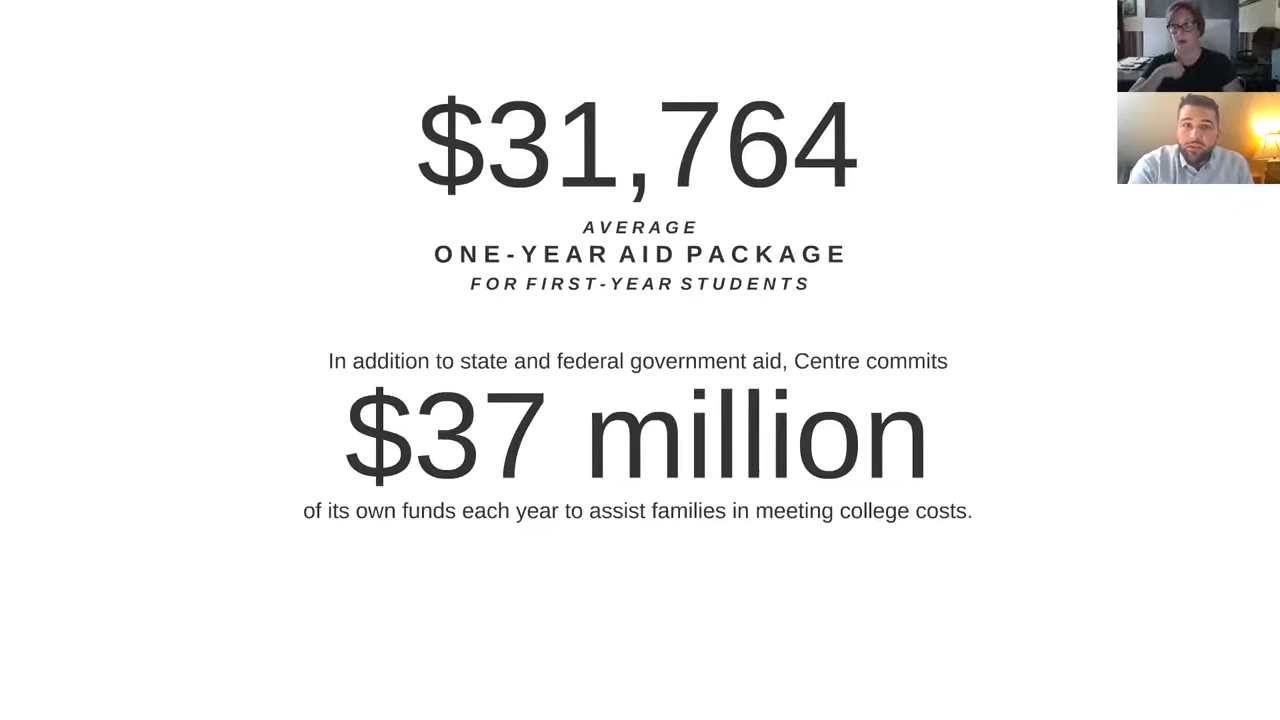 $31,764
AVERAGE
ONE-YEAR AID PACKAGE
FOR FIRST-YEAR STUDENTS
In addition to state and federal government aid, Centre commits
$37 million
of its own funds each year to assist families in meeting college costs.